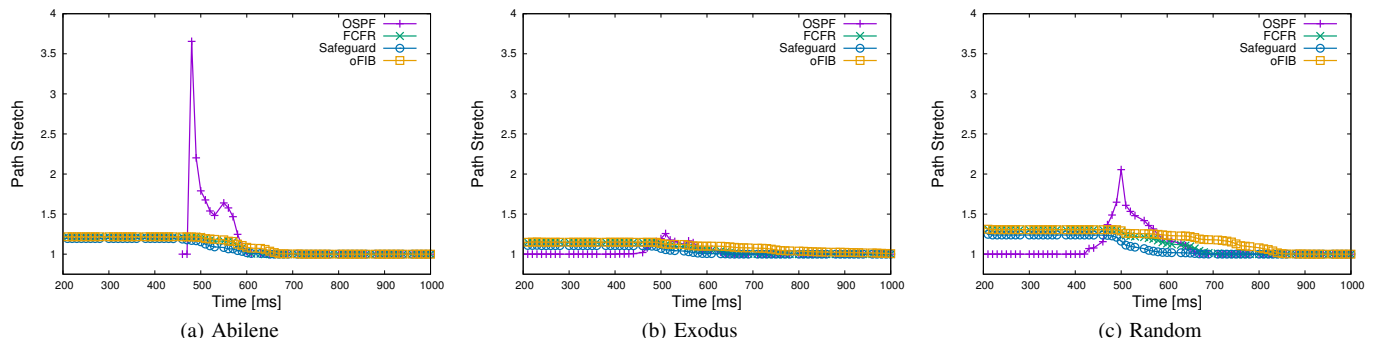 4
3.5
3
2.5
2
1.5
1
Path Stretch
OSPF
FCFR
Safeguard
oFIB
200 300 400 500 600 700 800 900 1000
Time [ms]
(a) Abilene
4
3.5
3
2.5
2
1.5
1
Path Stretch
OSPF
FCFR
Safeguard
oFIB
200 300 400 500 600 700 800 900 1000
Time [ms]
(b) Exodus
4
3.5
3
2.5
2
1.5
1
Path Stretch
OSPF
FCFR
Safeguard
oFIB
200 300 400 500 600 700 800 900 1000
Time [ms]
(c) Random